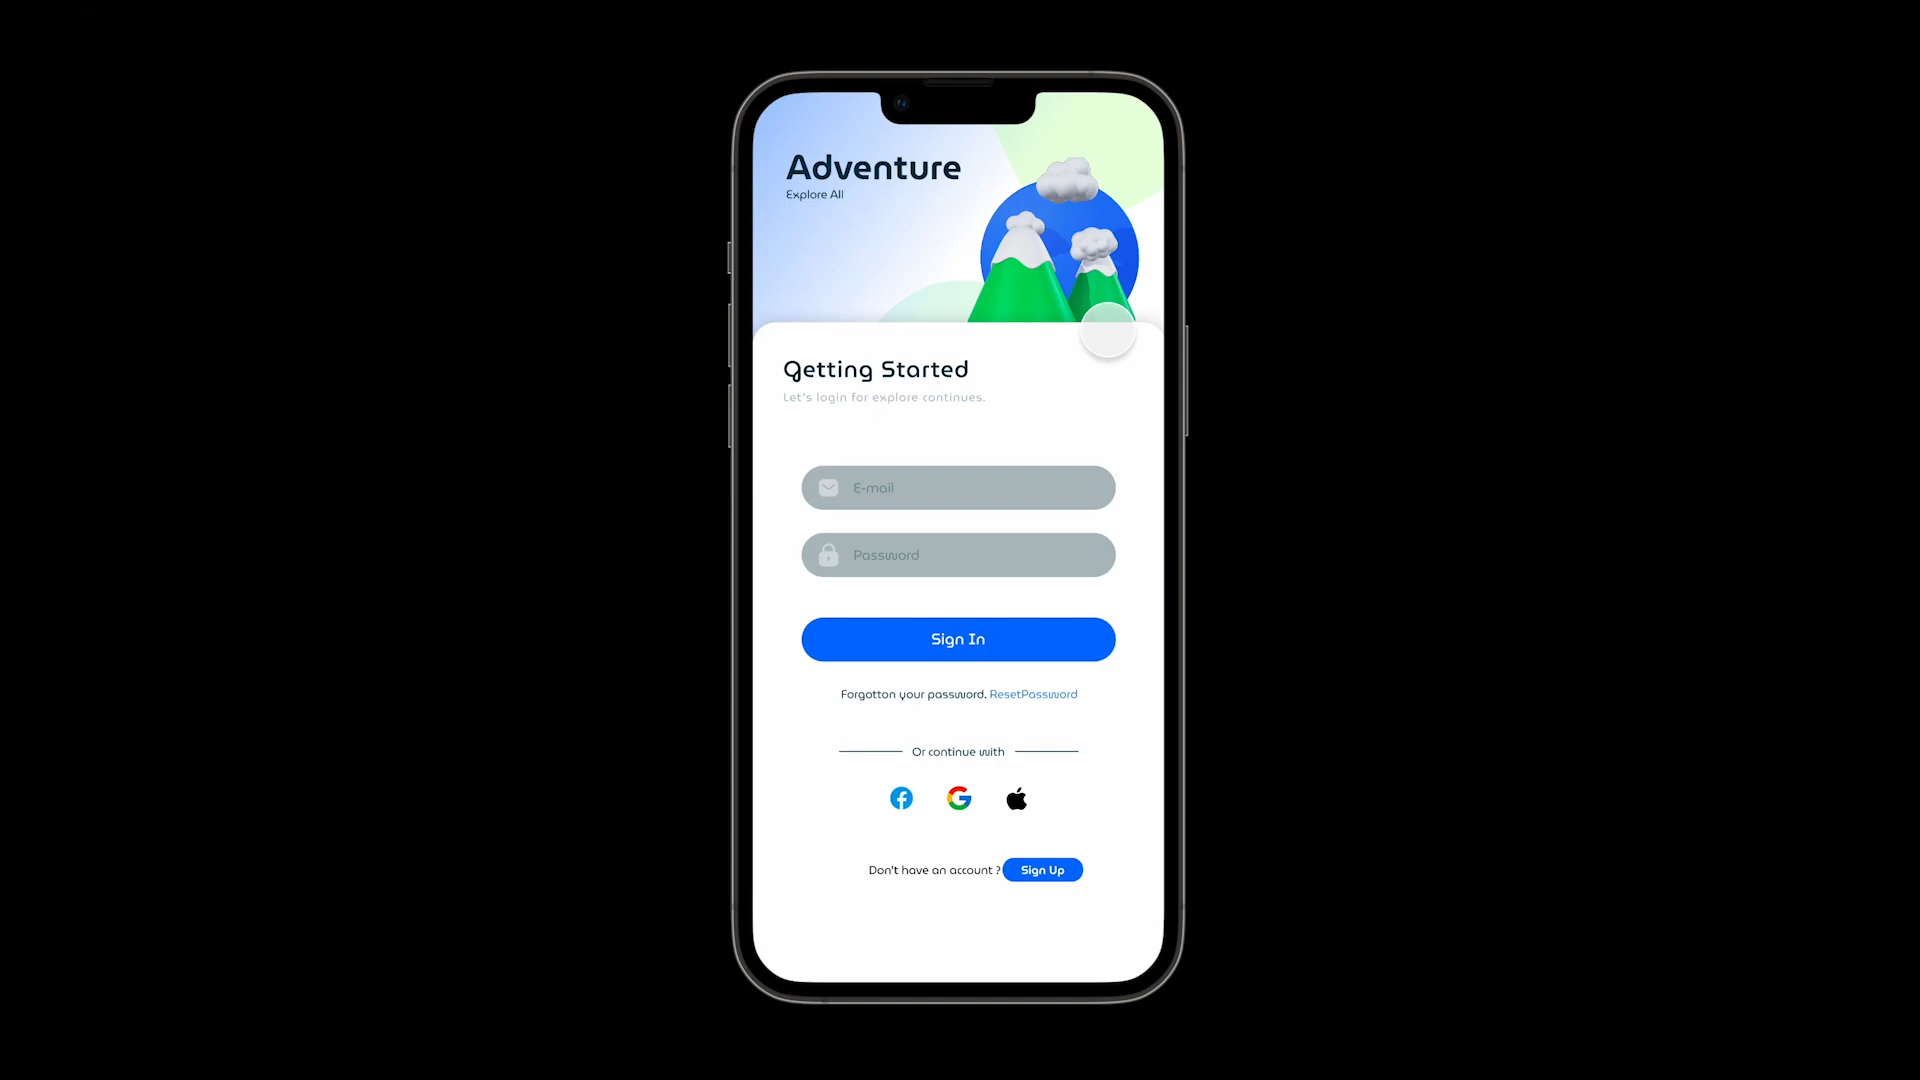 Adventure
Explore All
Getting Started
Let's login for explore continues.
E-mail
Password
Sign In
Forgotton your password. ResetPassword
Or continue with
Don't have an account ? Sign Up